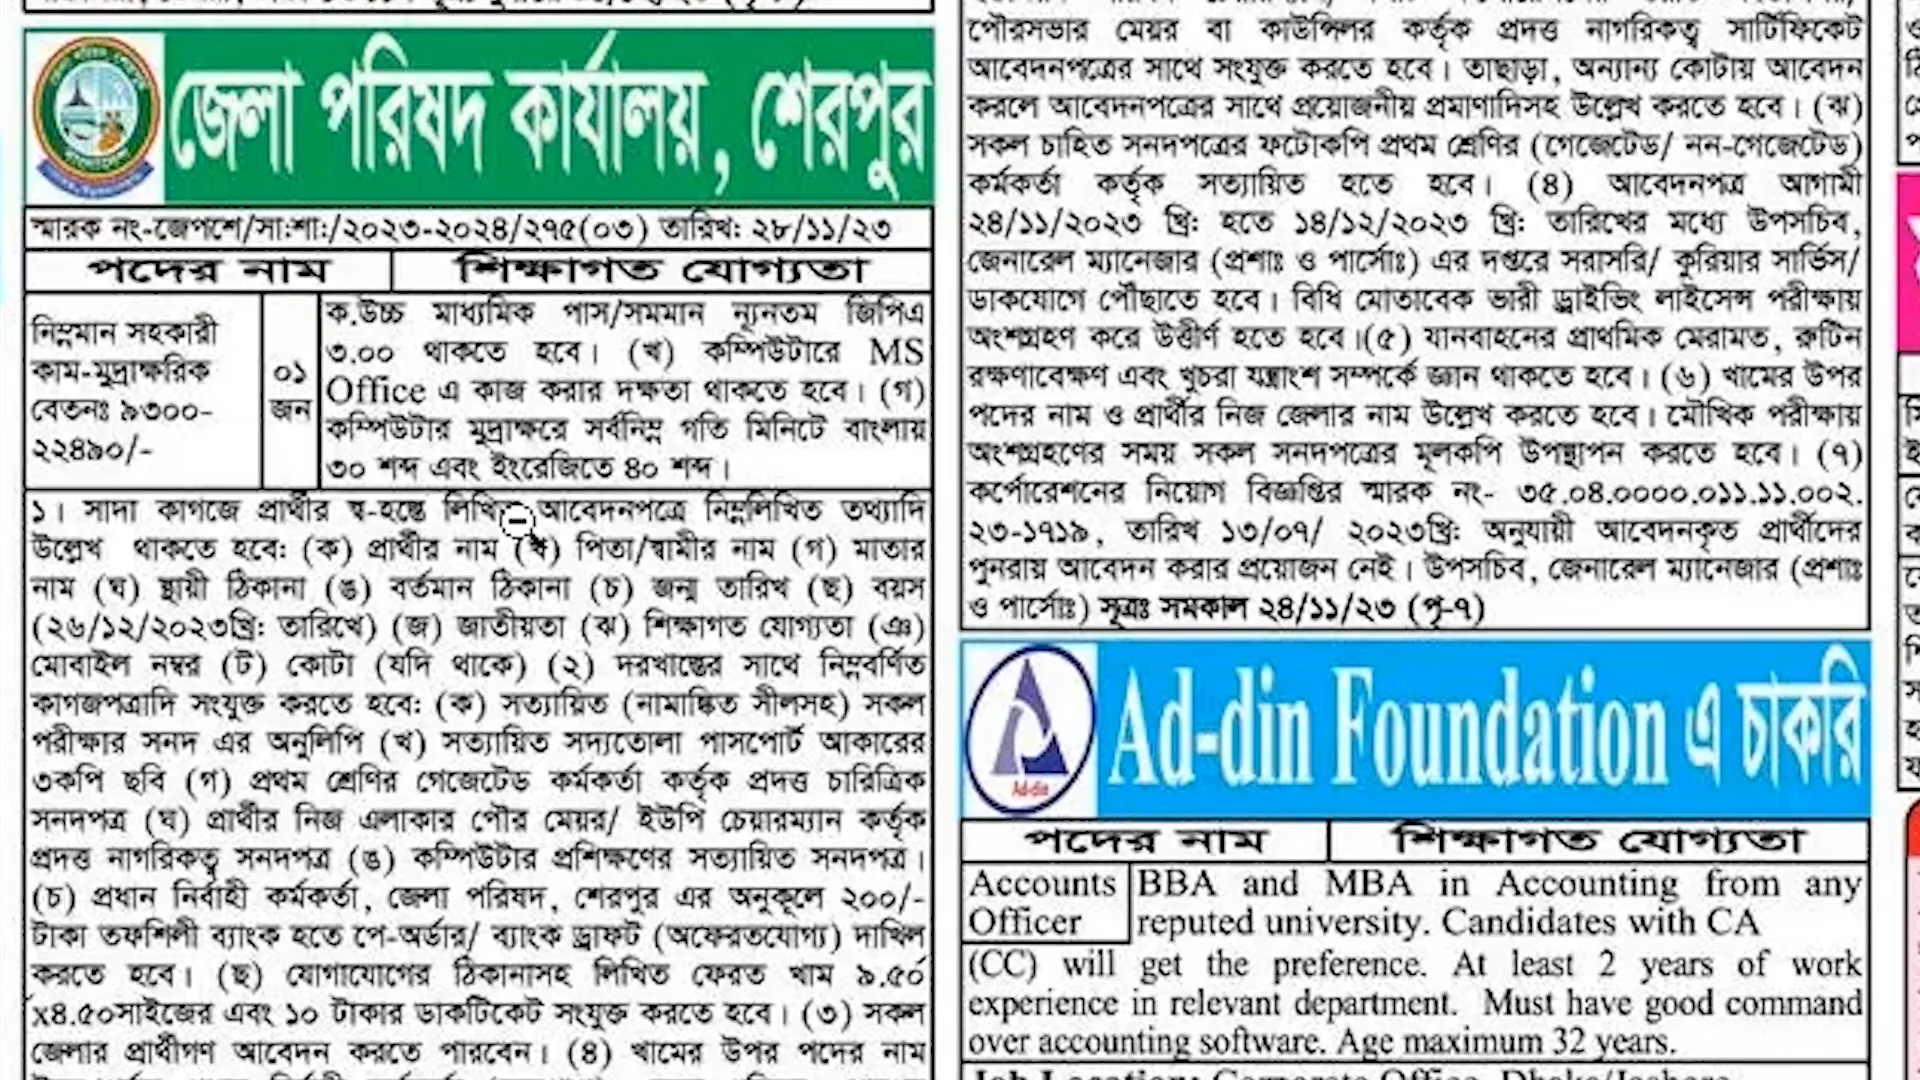 জেলা পরিষদ কার্যালয়, শেরপুর
স্মারক নং-জেপশে/সা:শা:/২০২৩-২০২৪/২৭৫(০৩) তারিখ: ২৮/১১/২৩
পদের নাম শিক্ষাগত যোগ্যতা
নিম্নমান সহকারী
কাম-মুদ্রাক্ষরিক
বেতনঃ ৯৩০০-
২২৪৯০/-
০১
জন
ক.উচ্চ মাধ্যমিক পাস/সমমান ন্যূনতম জিপিএ
৩.০০ থাকতে হবে। (খ) কম্পিউটারে MS
Office এ কাজ করার দক্ষতা থাকতে হবে। (গ)
কম্পিউটার মুদ্রাক্ষরে সর্বনিম্ন গতি মিনিটে বাংলায়
৩০ শব্দ এবং ইংরেজিতে ৪০ শব্দ।
১। সাদা কাগজে প্রার্থীর স্ব-হস্তে আবেদনপত্রে নিম্নলিখিত তথ্যাদি
উল্লেখ থাকতে হবে: (ক) প্রার্থীর নাম (খ) পিতা/স্বামীর নাম (গ) মাতার
নাম (ঘ) স্থায়ী ঠিকানা (ঙ) বর্তমান ঠিকানা (চ) জন্ম তারিখ (ছ) বয়স
(২৬/১২/২০২৩খ্রি: তারিখে) (জ) জাতীয়তা (ঝ) শিক্ষাগত যোগ্যতা (ঞ)
মোবাইল নম্বর (ট) কোটা (যদি থাকে) (২) দরখাস্তের সাথে নিম্নবর্ণিত
কাগজপত্রাদি সংযুক্ত করতে হবে: (ক) সত্যায়িত (নামাঙ্কিত সীলসহ) সকল
পরীক্ষার সনদ এর অনুলিপি (খ) সত্যায়িত সদ্যতোলা পাসপোর্ট আকারের
৩কপি ছবি (গ) প্রথম শ্রেণির গেজেটেড কর্মকর্তা কর্তৃক প্রদত্ত চারিত্রিক
সনদপত্র (ঘ) প্রার্থীর নিজ এলাকার পৌর মেয়র/ ইউপি চেয়ারম্যান কর্তৃক
প্রদত্ত নাগরিকত্ব সনদপত্র (ঙ) কম্পিউটার প্রশিক্ষণের সত্যায়িত সনদপত্র।
(চ) প্রধান নির্বাহী কর্মকর্তা, জেলা পরিষদ, শেরপুর এর অনুকূলে ২০০/-
টাকা তফশিলী ব্যাংক হতে পে-অর্ডার/ ব্যাংক ড্রাফট (অফেরতযোগ্য) দাখিল
করতে হবে। (ছ) যোগাযোগের ঠিকানাসহ লিখিত ফেরত খাম ৯.৫০
x৪.৫০সাইজের এবং ১০ টাকার ডাকটিকেট সংযুক্ত করতে হবে। (৩) সকল
জেলার প্রার্থীগণ আবেদন করতে পারবেন। (৪) খামের উপর পদের নাম
পৌরসভার মেয়র বা কাউন্সিলর কর্তৃক প্রদত্ত নাগরিকত্ব সার্টিফিকেট
আবেদনপত্রের সাথে সংযুক্ত করতে হবে। তাছাড়া, অন্যান্য কোটায় আবেদন
করলে আবেদনপত্রের সাথে প্রয়োজনীয় প্রমাণাদিসহ উল্লেখ করতে হবে। (ঝ)
সকল চাহিত সনদপত্রের ফটোকপি প্রথম শ্রেণির (গেজেটেড/ নন-গেজেটেড)
কর্মকর্তা কর্তৃক সত্যায়িত হতে হবে। (৪) আবেদনপত্র আগামী
২৪/১১/২০২৩ খ্রি: হতে ১৪/১২/২০২৩ খ্রি: তারিখের মধ্যে উপসচিব,
জেনারেল ম্যানেজার (প্রশাঃ ও পার্সোঃ) এর দপ্তরে সরাসরি/ কুরিয়ার সার্ভিস/
ডাকযোগে পৌঁছাতে হবে। বিধি মোতাবেক ভারী ড্রাইভিং লাইসেন্স পরীক্ষায়
অংশগ্রহণ করে উত্তীর্ণ হতে হবে।(৫) যানবাহনের প্রাথমিক মেরামত, রুটিন
রক্ষণাবেক্ষণ এবং খুচরা যন্ত্রাংশ সম্পর্কে জ্ঞান থাকতে হবে। (৬) খামের উপর
পদের নাম ও প্রার্থীর নিজ জেলার নাম উল্লেখ করতে হবে। মৌখিক পরীক্ষায়
অংশগ্রহণের সময় সকল সনদপত্রের মূলকপি উপস্থাপন করতে হবে। (৭)
কর্পোরেশনের নিয়োগ বিজ্ঞপ্তির স্মারক নং- ৩৫.০৪.০০০০.০১১.১১.০০২.
২৩-১৭১৯, তারিখ ১৩/০৭/ ২০২৩খ্রি: অনুযায়ী আবেদনকৃত প্রার্থীদের
পুনরায় আবেদন করার প্রয়োজন নেই। উপসচিব, জেনারেল ম্যানেজার (প্রশাঃ
ও পার্সোঃ) সূত্রঃ সমকাল ২৪/১১/২৩ (পৃ-৭)
Ad-din
Ad-din Foundation এ চাকরি
পদের নাম শিক্ষাগত যোগ্যতা
Accounts
Officer
BBA and MBA in Accounting from any
reputed university. Candidates with CA
(CC) will get the preference. At least 2 years of work
experience in relevant department. Must have good command
over accounting software. Age maximum 32 years.
Job Location: Corporate Office, Dhaka/Jashore